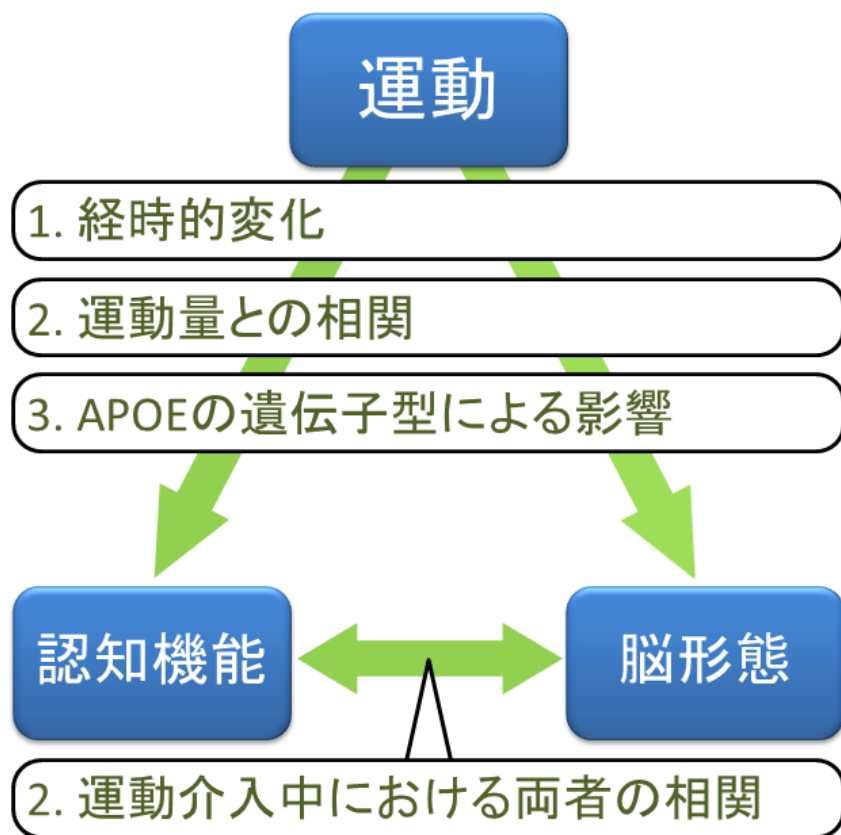 運動
1. 経時的変化
2. 運動量との相関
3. APOEの遺伝子型による影響
認知機能
脳形態
2. 運動介入中における両者の相関